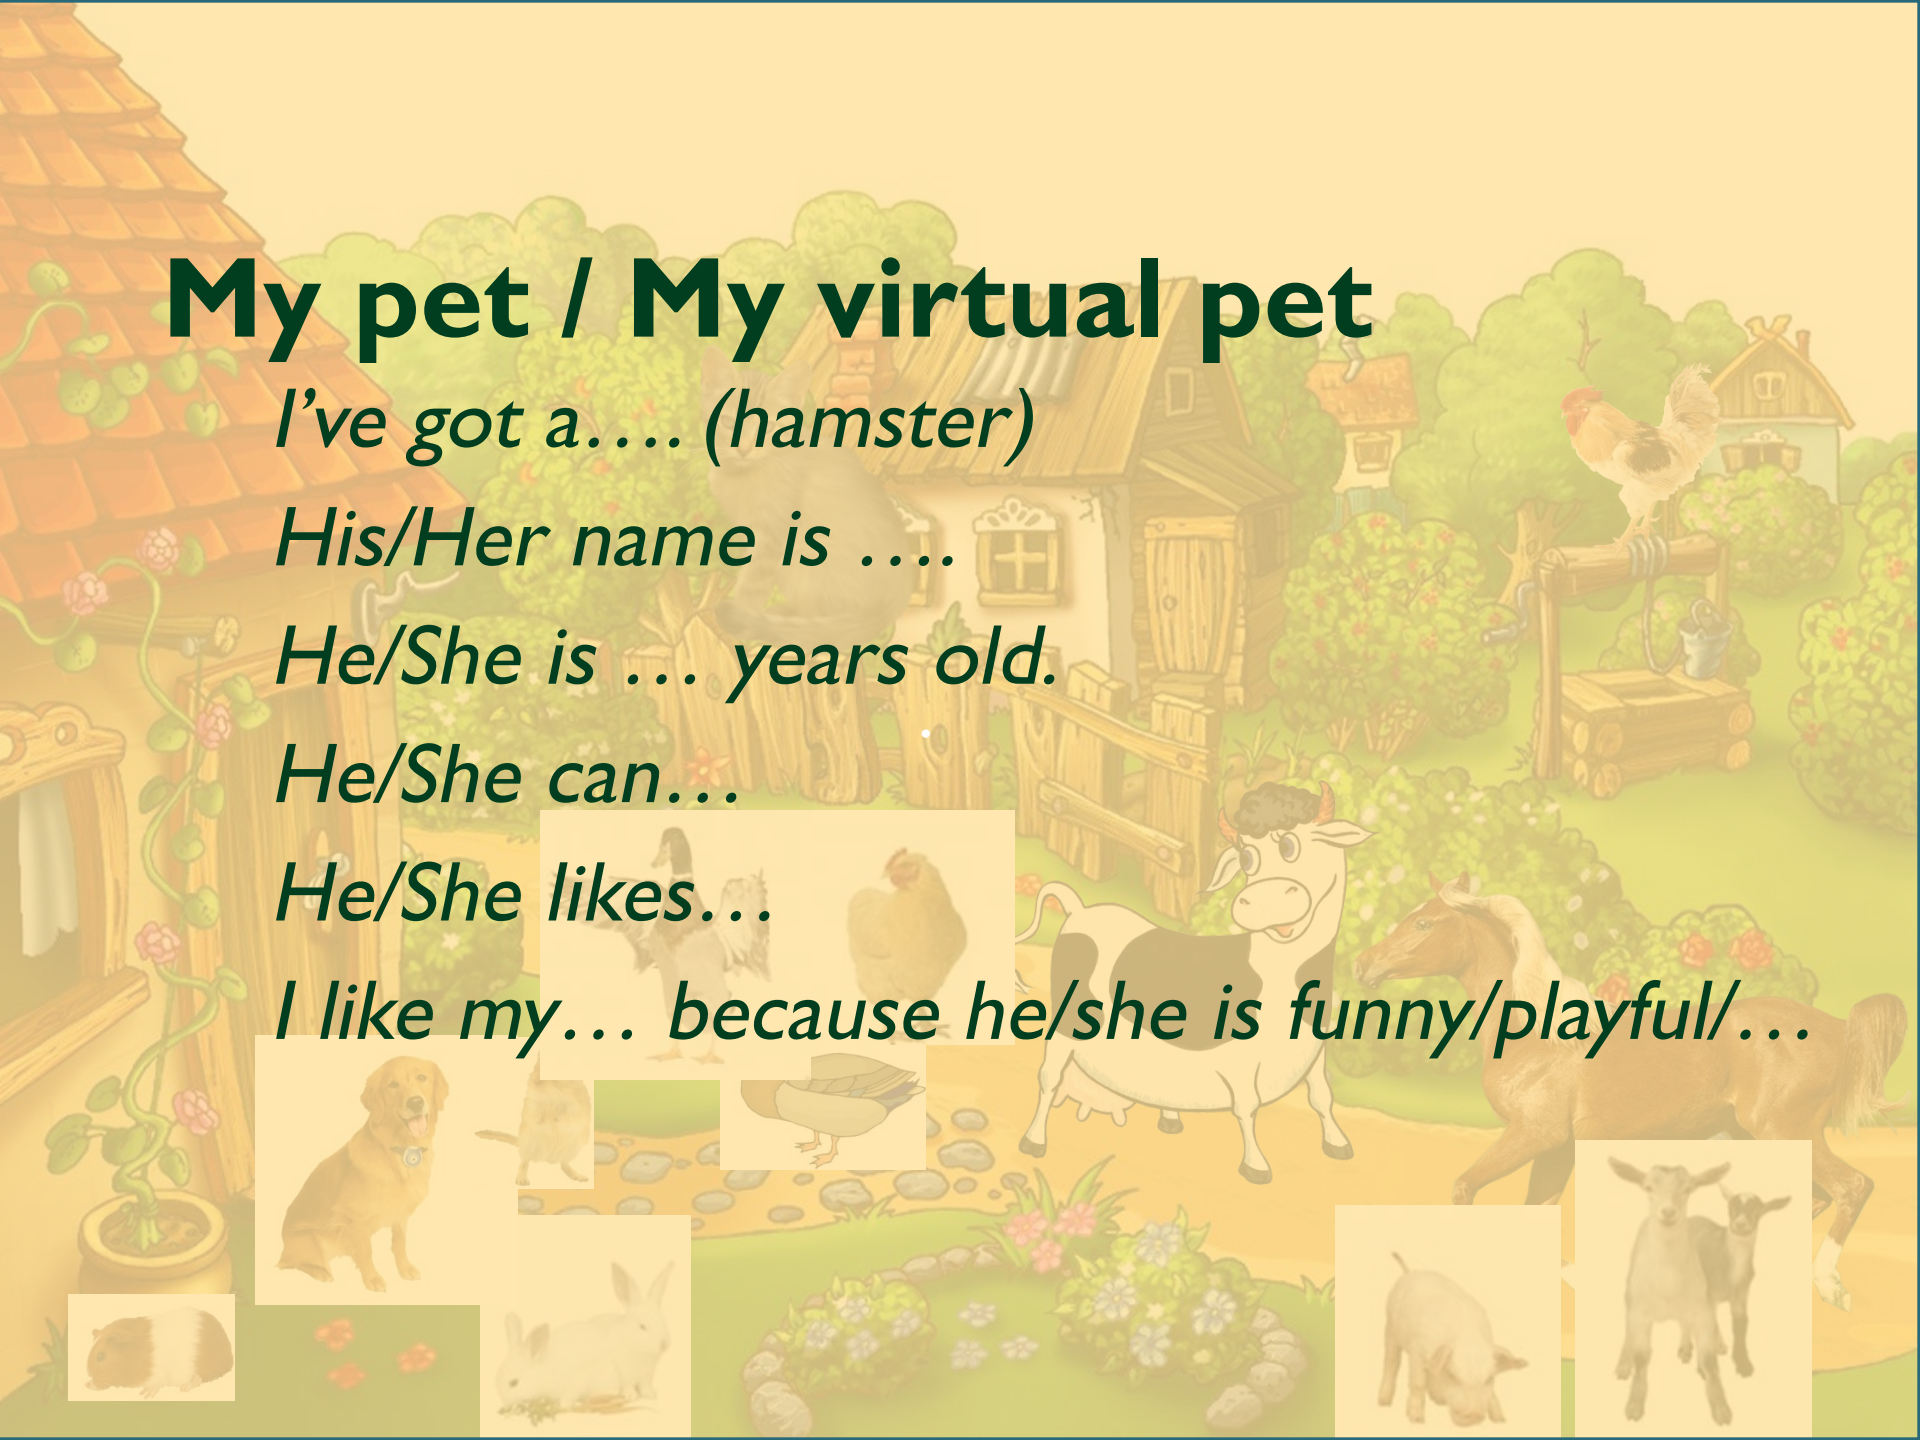 My pet / My virtual pet
I’ve got a…. (hamster)
His/Her name is ….
He/She is … years old.
He/She can…
He/She likes…
I like my… because he/she is funny/playful/…